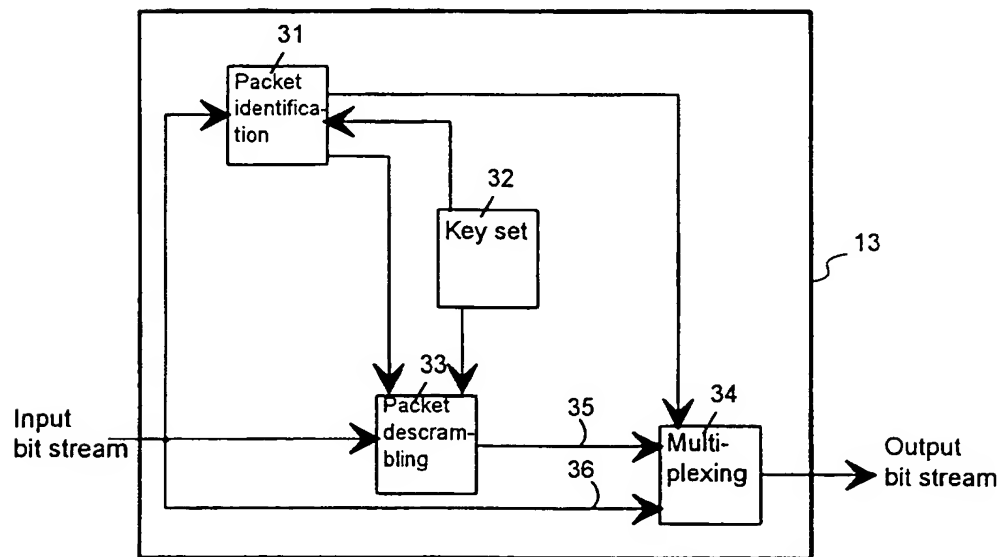 31
Packet
identifica-
tion
32
Key set
13
33
Packet
descram-
bling
Input
bit stream
35
36
34
Multi-
plexing
Output
bit stream